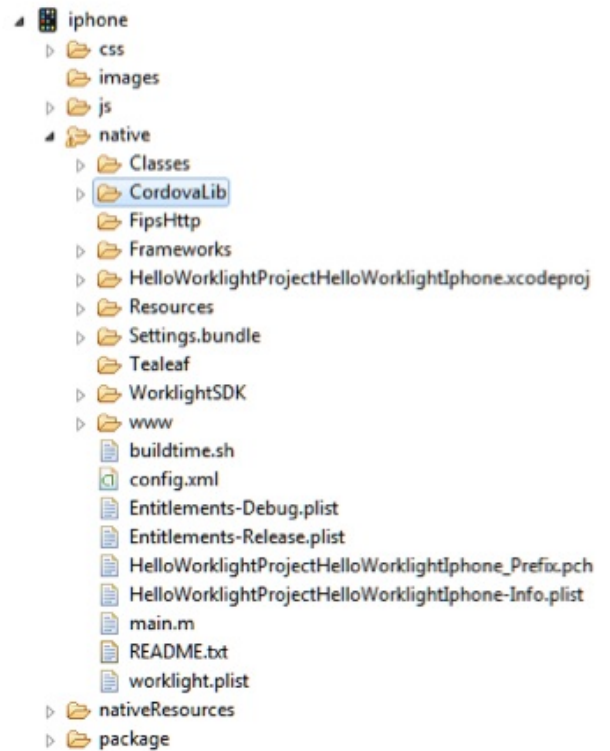 iphone
css
images
js
native
Classes
CordovaLib
FipsHttp
Frameworks
HelloWorklightProjectHelloWorklightIphone.xcodeproj
Resources
Settings.bundle
Tealeaf
WorklightSDK
www
buildtime.sh
config.xml
Entitlements-Debug.plist
Entitlements-Release.plist
HelloWorklightProjectHelloWorklightIphone_Prefix.pch
HelloWorklightProjectHelloWorklightIphone-Info.plist
main.m
README.txt
worklight.plist
nativeResources
package